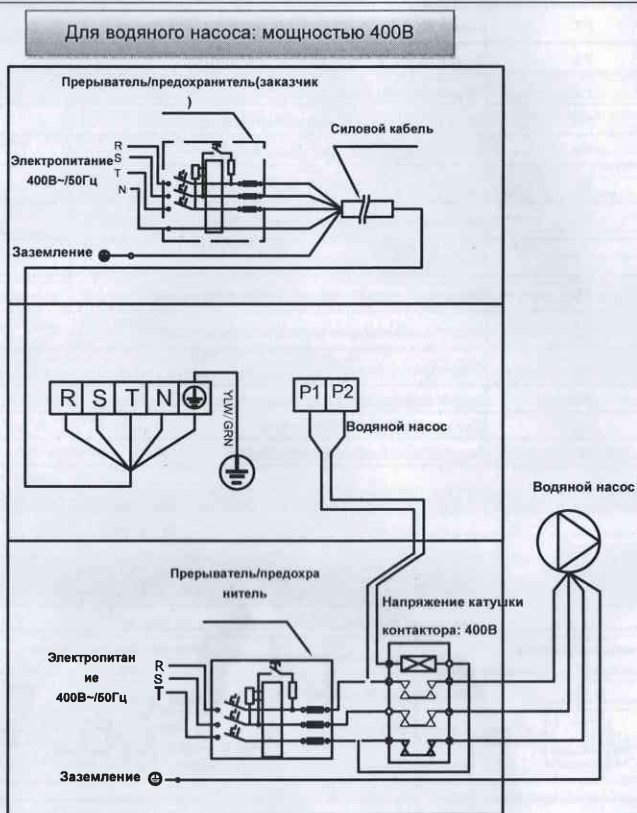 Для водяного насоса: мощностью 400В
Прерыватель/предохранитель(заказчик
)
Силовой кабель
R
S
T
N
Электропитание
400В~/50Гц
Заземление
R S T N
YLW/GRN
P1 P2
Водяной насос
Водяной насос
Прерыватель/предохра
нитель
Напряжение катушки
контактора: 400В
Электропитан
ие
400В~/50Гц
R
S
T
Заземление